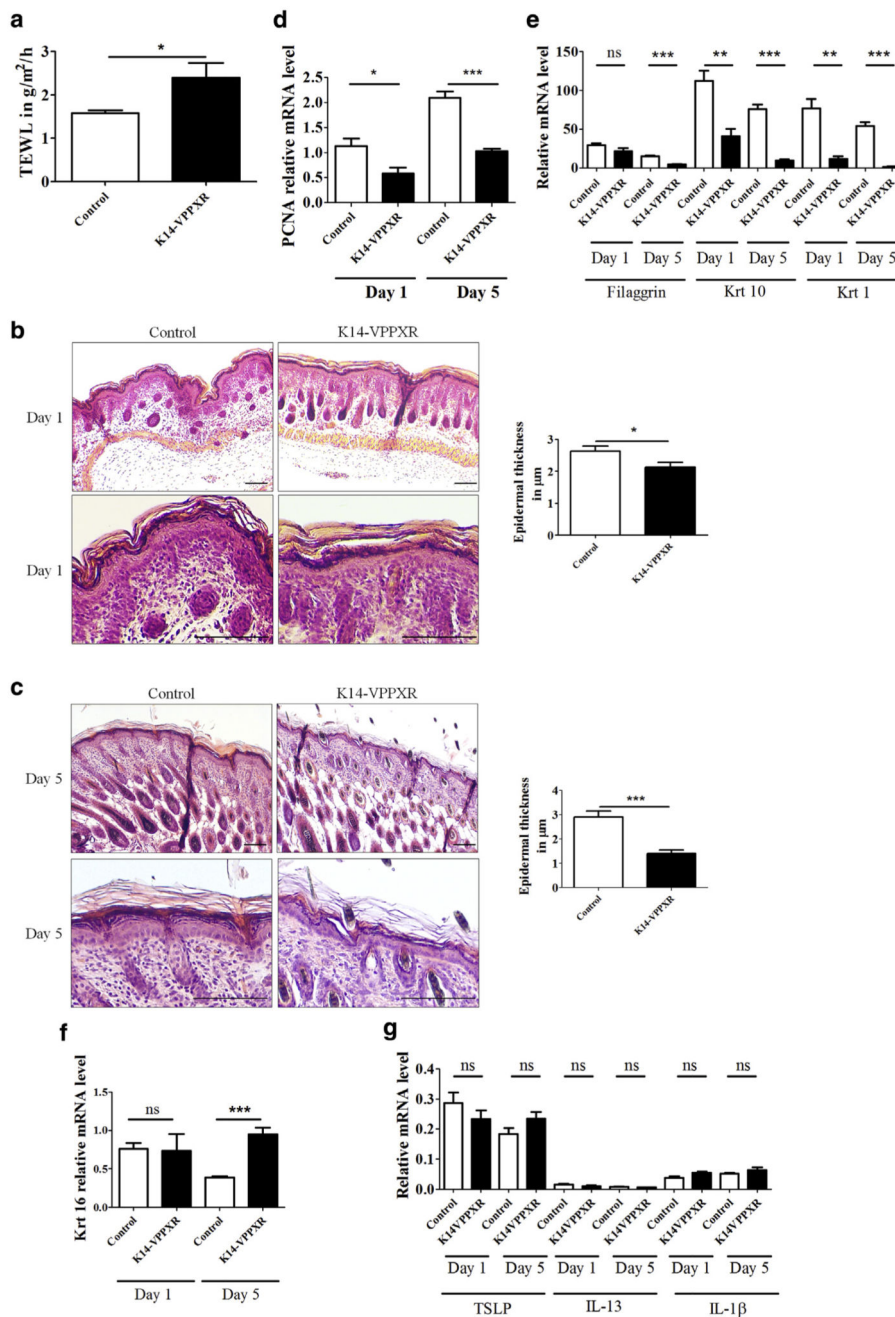 a
TEWL in g/m²/h
3
2
1
0
*
Control
K14-VPPXR
d
PCNA relative mRNA level
2.5
2.0
1.5
1.0
0.5
0.0
*
***
Control
K14-VPPXR
Control
K14-VPPXR
Day 1
Day 5
e
Relative mRNA level
150
100
50
0
ns
***
**
***
**
***
Control
K14-VPPXR
Control
K14-VPPXR
Control
K14-VPPXR
Control
K14-VPPXR
Control
K14-VPPXR
Control
K14-VPPXR
Day 1
Day 5
Day 1
Day 5
Day 1
Day 5
Filaggrin
Krt 10
Krt 1
b
Control
K14-VPPXR
Day 1
Day 1
Epidermal thickness
in µm
3
2
1
0
*
Control
K14-VPPXR
c
Control
K14-VPPXR
Day 5
Day 5
Epidermal thickness
in µm
4
3
2
1
0
***
Control
K14-VPPXR
f
Krt 16 relative mRNA level
1.5
1.0
0.5
0.0
ns
***
Control
K14-VPPXR
Control
K14-VPPXR
Day 1
Day 5
g
Relative mRNA level
0.4
0.3
0.2
0.1
0.0
ns
ns
ns
ns
ns
ns
Control
K14VPPXR
Control
K14VPPXR
Control
K14VPPXR
Control
K14VPPXR
Control
K14VPPXR
Control
K14VPPXR
Day 1
Day 5
Day 1
Day 5
Day 1
Day 5
TSLP
IL-13
IL-1β